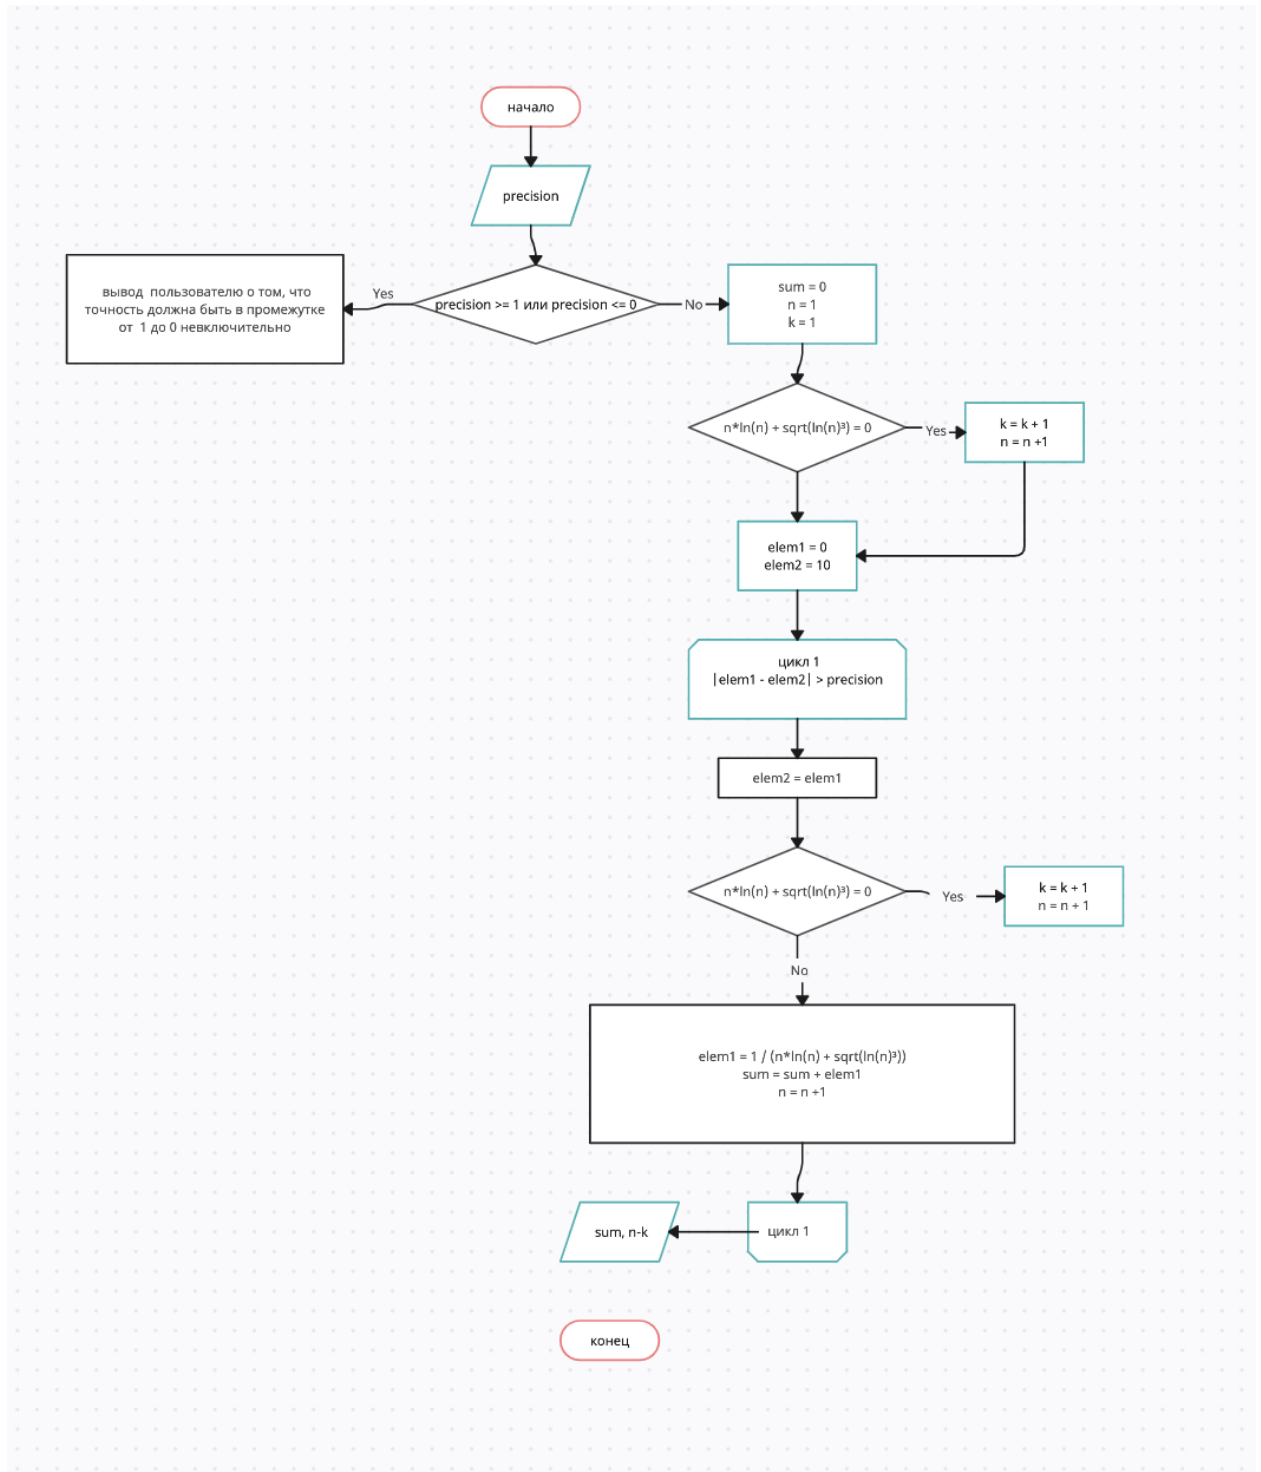 начало
precision
вывод пользователю о том, что
точность должна быть в промежутке
от 1 до 0 невключительно
Yes
precision >= 1 или precision <= 0
No
sum = 0
n = 1
k = 1
n*ln(n) + sqrt(ln(n)³) = 0
Yes
k = k + 1
n = n +1
elem1 = 0
elem2 = 10
цикл 1
|elem1 - elem2| > precision
elem2 = elem1
n*ln(n) + sqrt(ln(n)³) = 0
Yes
k = k + 1
n = n + 1
No
elem1 = 1 / (n*ln(n) + sqrt(ln(n)³))
sum = sum + elem1
n = n +1
sum, n-k
цикл 1
конец